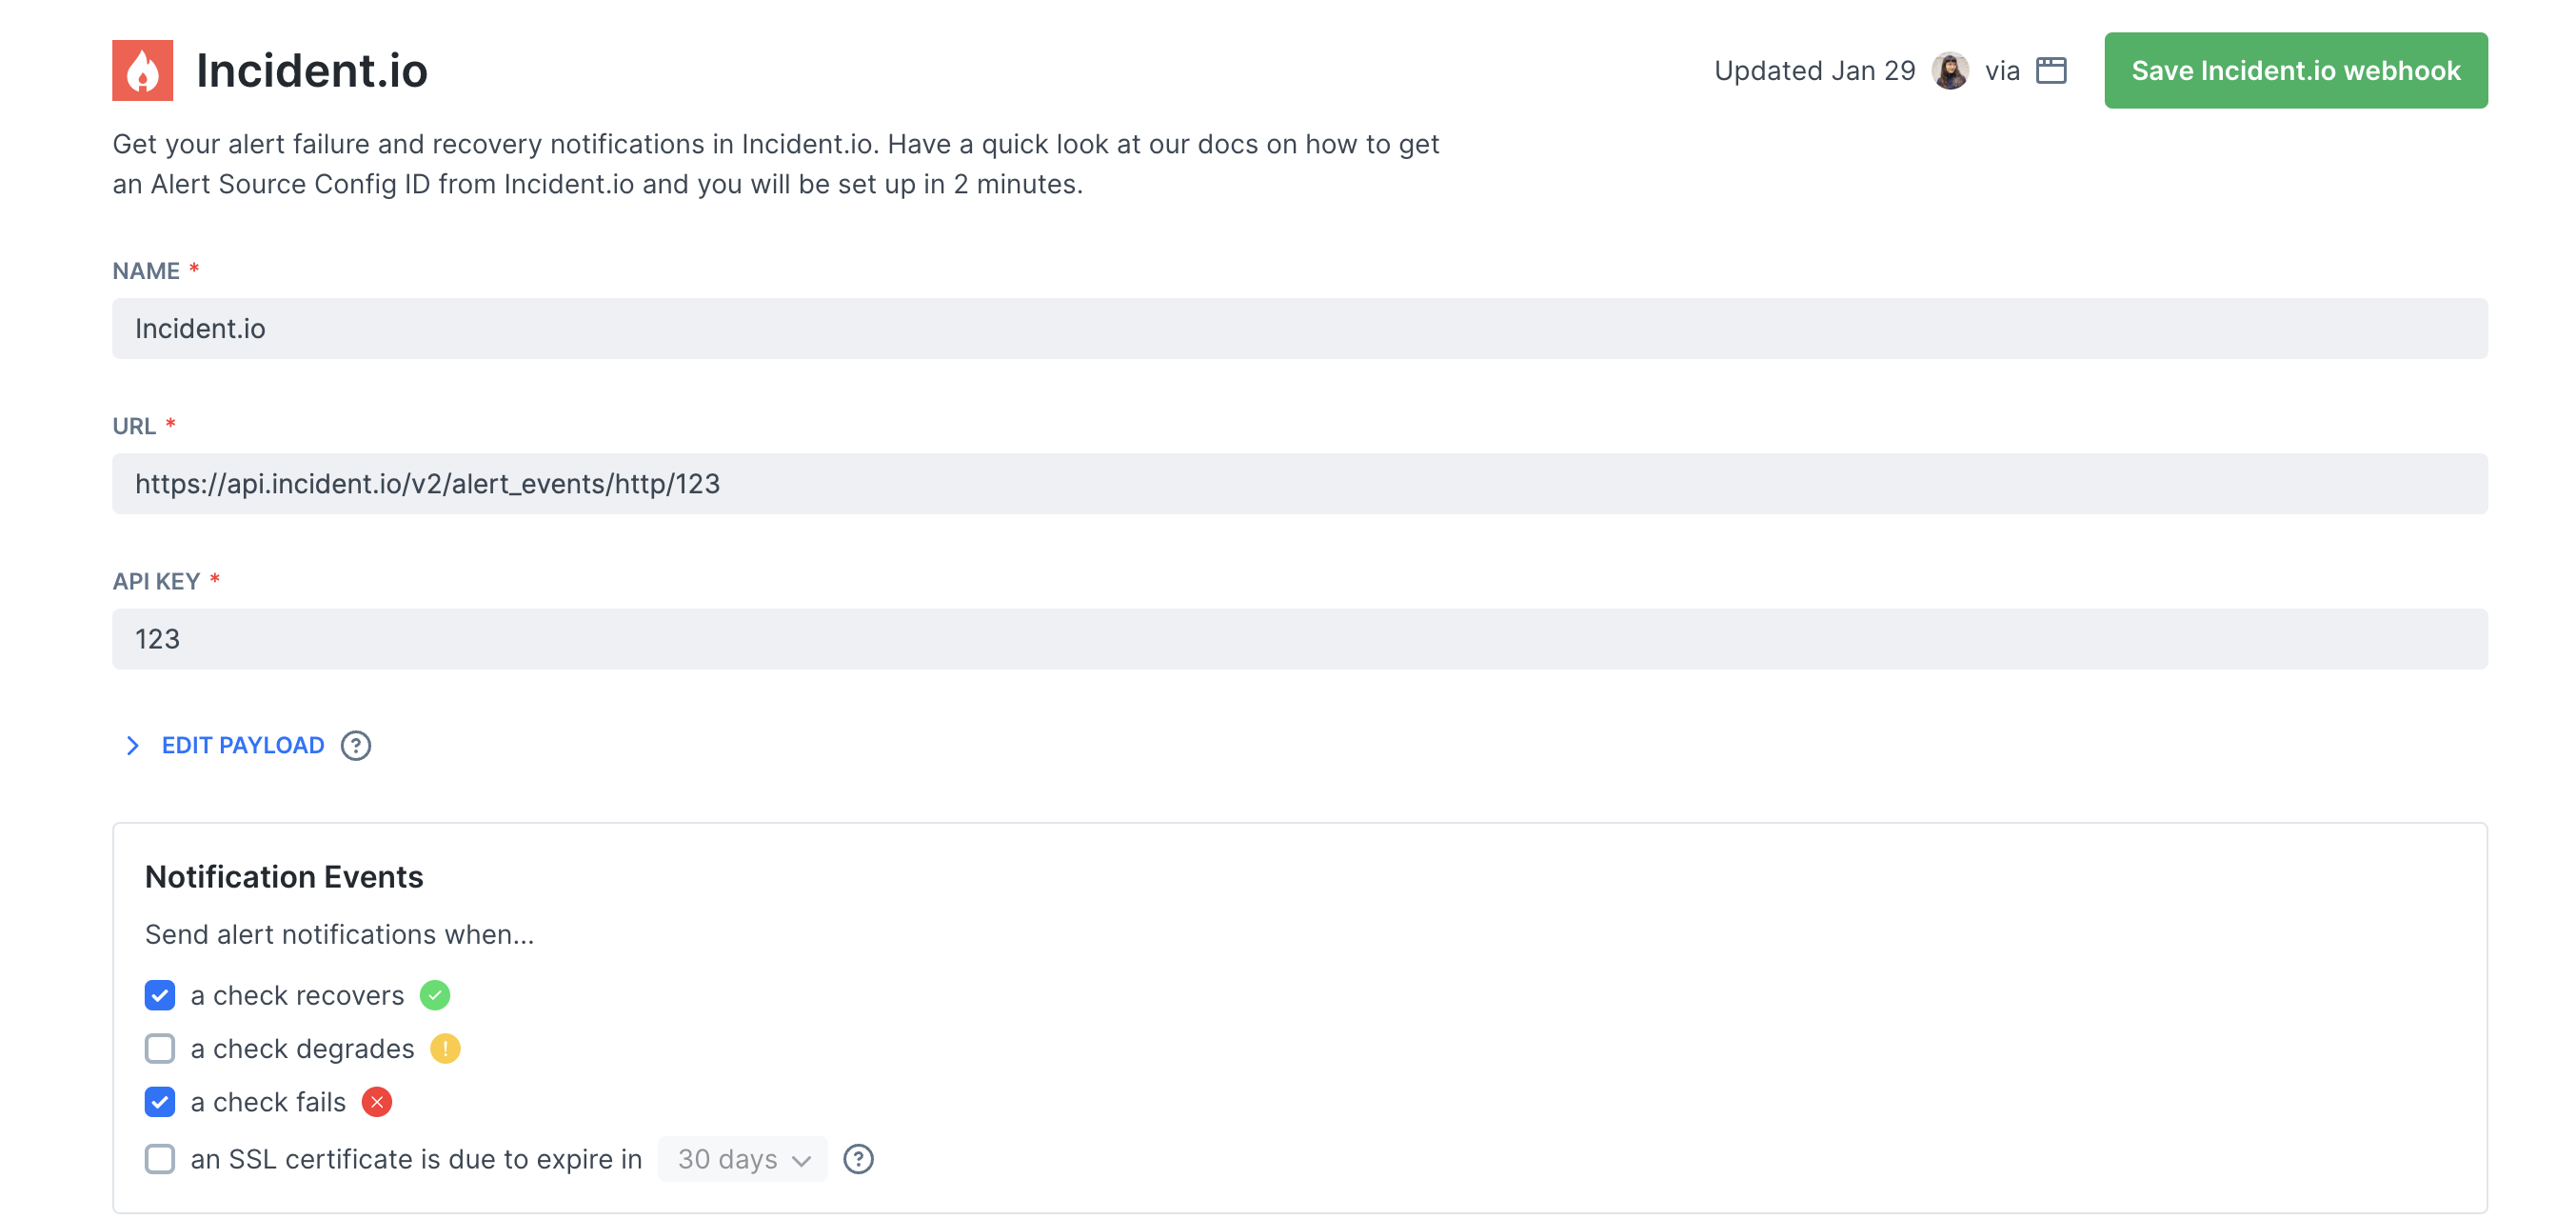 Incident.io
Updated Jan 29 via
Save Incident.io webhook
Get your alert failure and recovery notifications in Incident.io. Have a quick look at our docs on how to get
an Alert Source Config ID from Incident.io and you will be set up in 2 minutes.
NAME *
Incident.io
URL *
https://api.incident.io/v2/alert_events/http/123
API KEY *
123
EDIT PAYLOAD ?
Notification Events
Send alert notifications when...
a check recovers
a check degrades !
a check fails
an SSL certificate is due to expire in 30 days ?